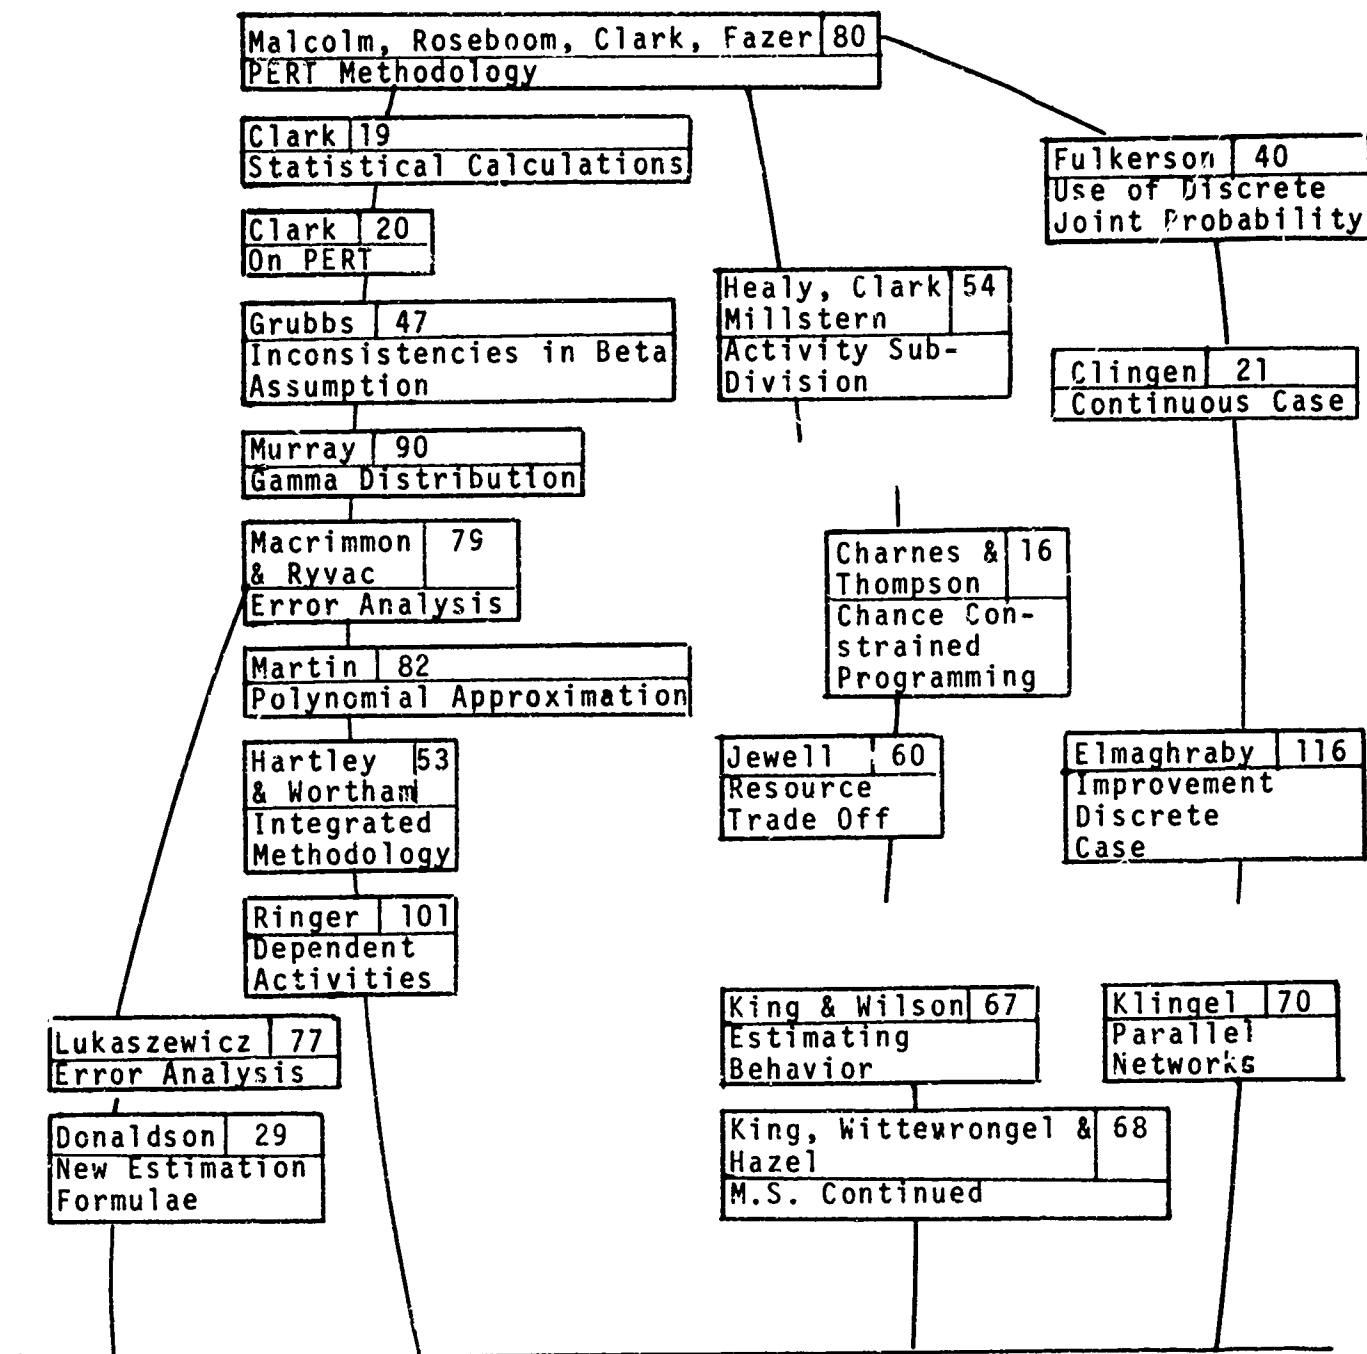 Malcolm, Roseboom, Clark, Fazer 80
PERT Methodology
Clark 19
Statistical Calculations
Clark 20
On PERT
Grubbs 47
Inconsistencies in Beta
Assumption
Murray 90
Gamma Distribution
Macrimmon 79
& Ryvac
Error Analysis
Martin 82
Polynomial Approximation
Hartley 53
& Wortham
Integrated
Methodology
Ringer 101
Dependent
Activities
Lukaszewicz 77
Error Analysis
Donaldson 29
New Estimation
Formulae
Healy, Clark 54
Millstern
Activity Sub-
Division
Charnes & 16
Thompson
Chance Con-
strained
Programming
Jewell 60
Resource
Trade Off
King & Wilson 67
Estimating
Behavior
King, Wittewrongel & 68
Hazel
M.S. Continued
Fulkerson 40
Use of Discrete
Joint Probability
Clingen 21
Continuous Case
Elmaghraby 116
Improvement
Discrete
Case
Klingel 70
Parallel
Networks